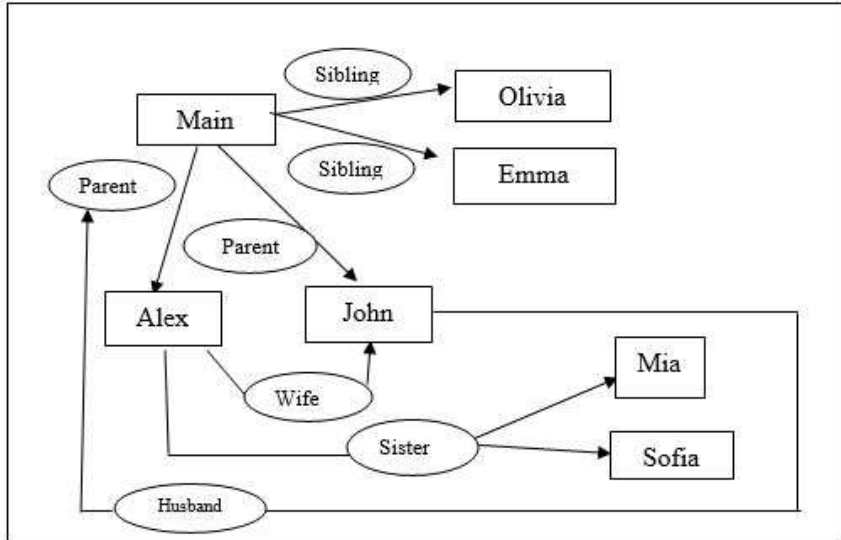 Sibling
Olivia
Main
Sibling
Emma
Parent
Parent
Alex
John
Mia
Wife
Sister
Sofia
Husband